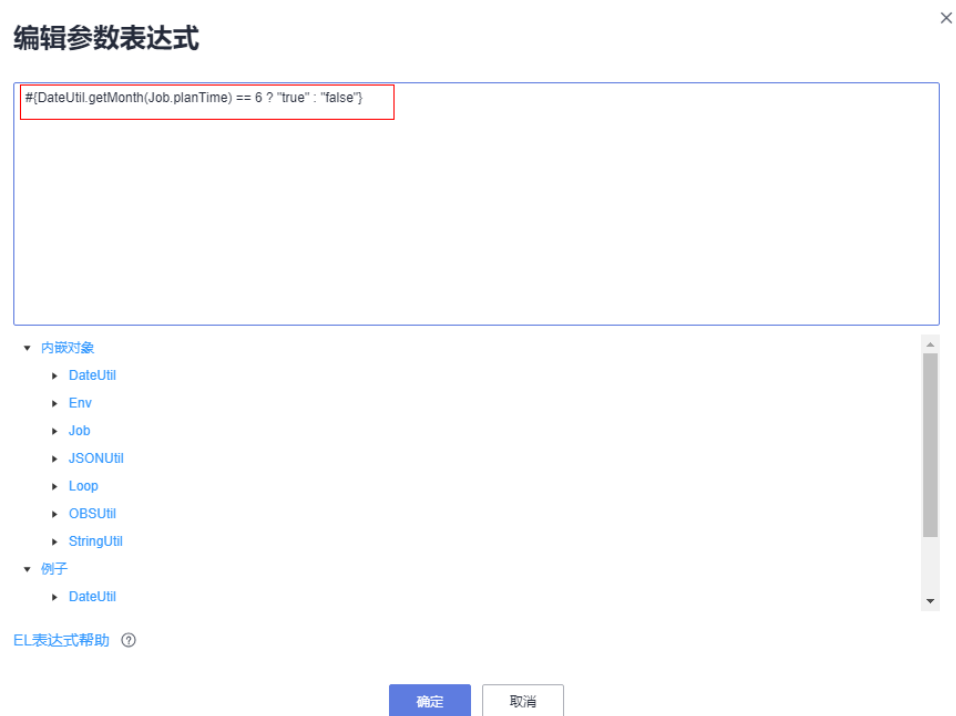 编辑参数表达式
#{DateUtil.getMonth(Job.planTime) == 6 ? "true" : "false"}
内嵌对象
DateUtil
Env
Job
JSONUtil
Loop
OBSUtil
StringUtil
例子
DateUtil
EL表达式帮助
确定 取消